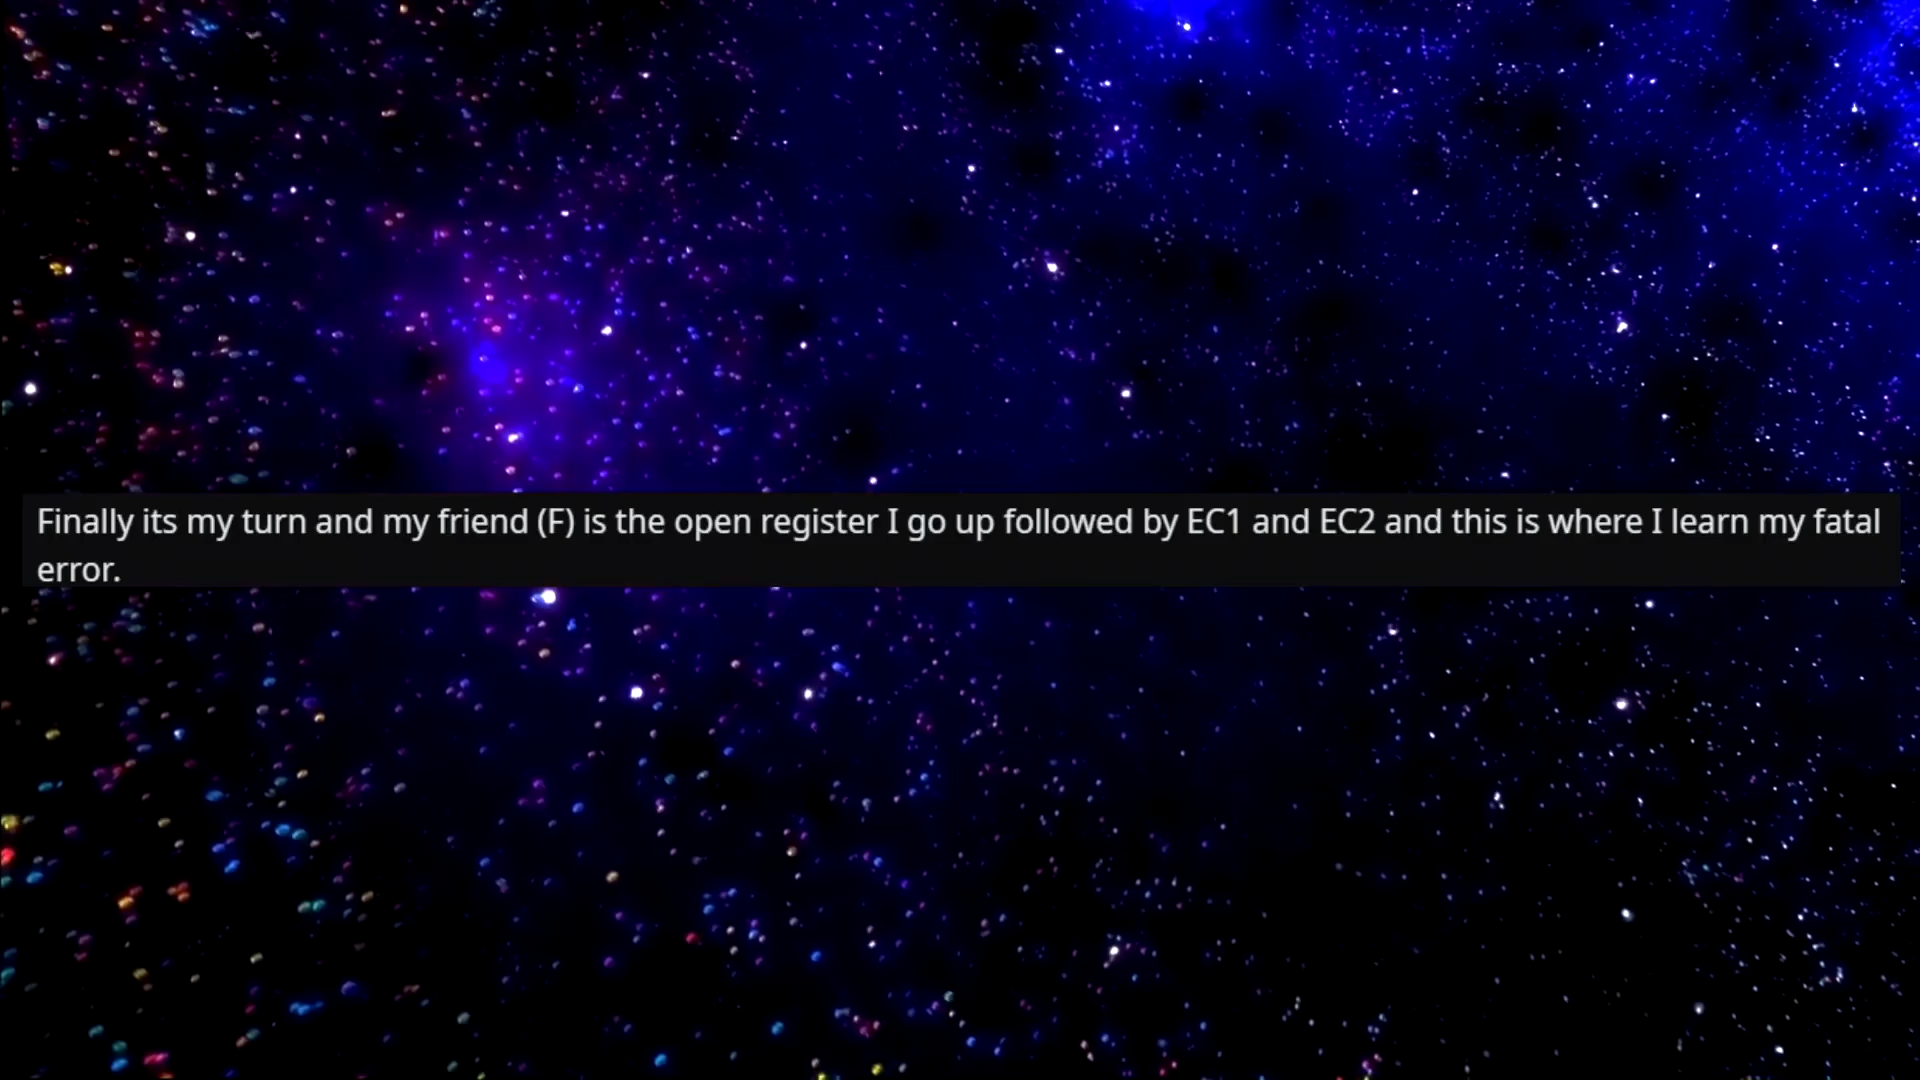 Finally its my turn and my friend (F) is the open register I go up followed by EC1 and EC2 and this is where I learn my fatal
error.